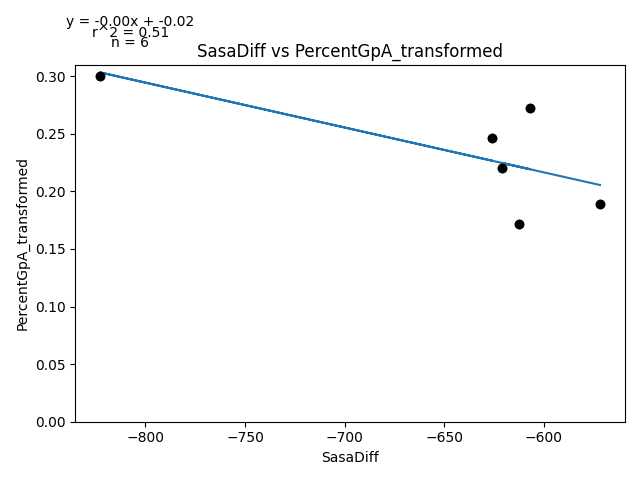 y = -0.00x + -0.02
r^2 = 0.51
n = 6
SasaDiff vs PercentGpA_transformed
PercentGpA_transformed
0.30
0.25
0.20
0.15
0.10
0.05
0.00
−800
−750
−700
−650
−600
SasaDiff